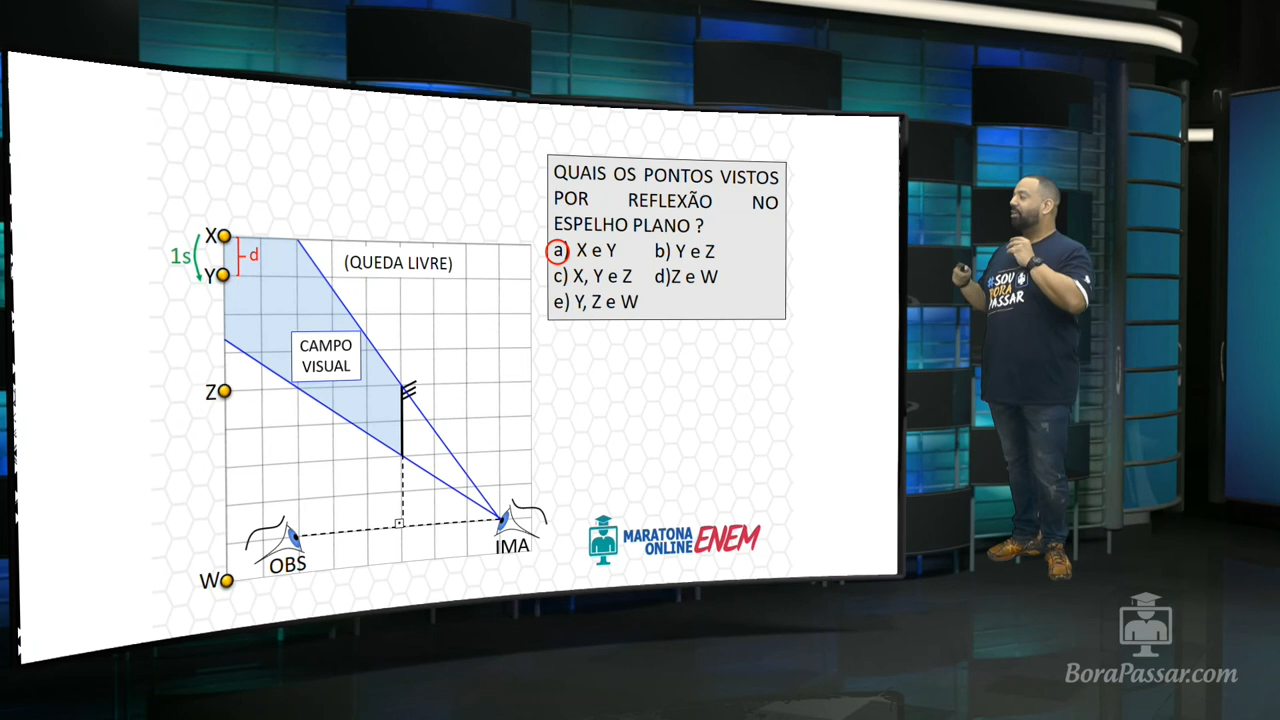 QUAIS OS PONTOS VISTOS
POR REFLEXÃO NO
ESPELHO PLANO ?
a) X e Y b) Y e Z
c) X, Y e Z d)Z e W
e) Y, Z e W
X
1s
d
Y
(QUEDA LIVRE)
CAMPO
VISUAL
Z
OBS
IMA
W
MARATONA
ONLINE ENEM
#SOU
BORA
PASSAR
BoraPassar.com